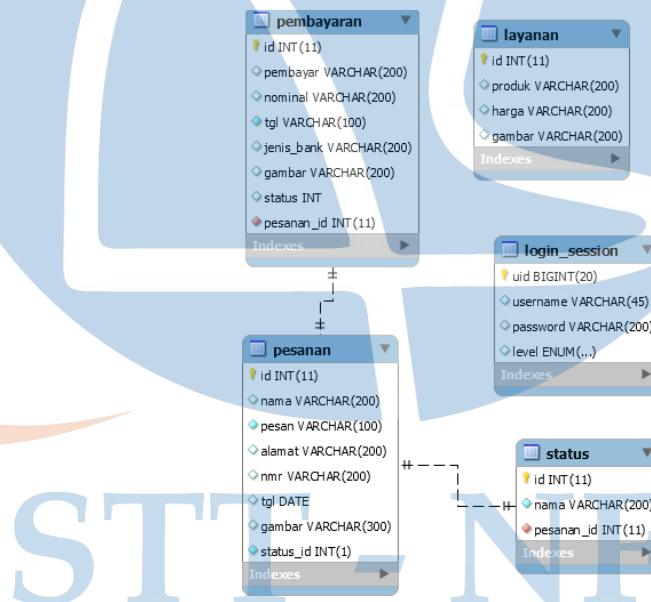 pembayaran
id INT(11)
pembayar VARCHAR(200)
nominal VARCHAR(200)
tgl VARCHAR(100)
jenis_bank VARCHAR(200)
gambar VARCHAR(200)
status INT
pesanan_id INT(11)
Indexes
layanan
id INT(11)
produk VARCHAR(200)
harga VARCHAR(200)
gambar VARCHAR(200)
Indexes
login_session
uid BIGINT(20)
username VARCHAR(45)
password VARCHAR(200)
level ENUM(...)
Indexes
pesanan
id INT(11)
nama VARCHAR(200)
pesan VARCHAR(100)
alamat VARCHAR(200)
nmr VARCHAR(200)
tgl DATE
gambar VARCHAR(300)
status_id INT(1)
Indexes
status
id INT(11)
nama VARCHAR(200)
pesanan_id INT(11)
Indexes
STT - NF